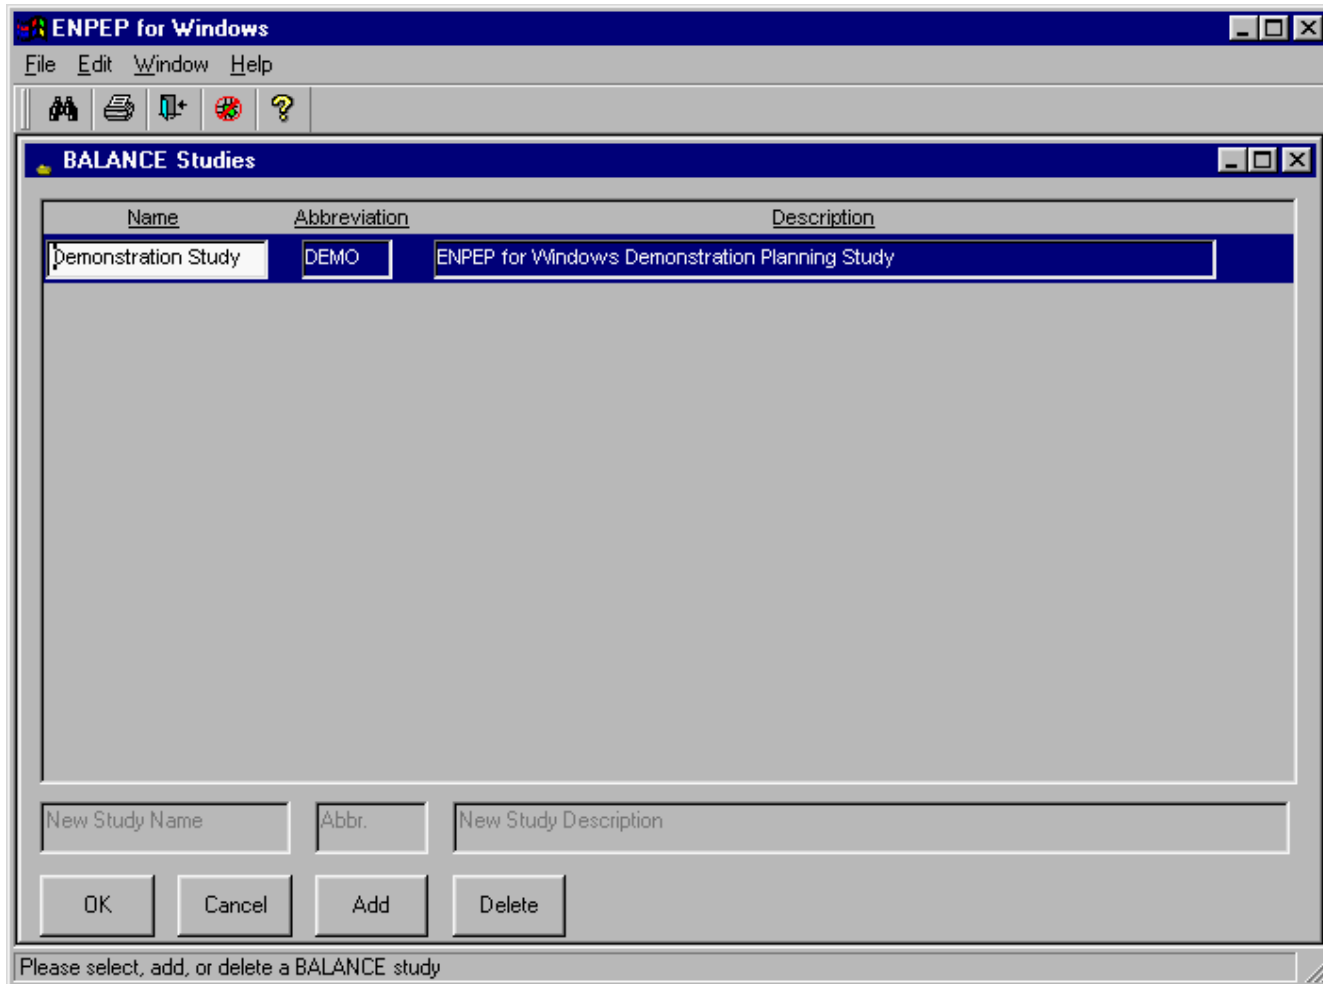 ENPEP for Windows
File Edit Window Help
BALANCE Studies
Name Abbreviation Description
Demonstration Study DEMO ENPEP for Windows Demonstration Planning Study
New Study Name Abbr. New Study Description
OK Cancel Add Delete
Please select, add, or delete a BALANCE study